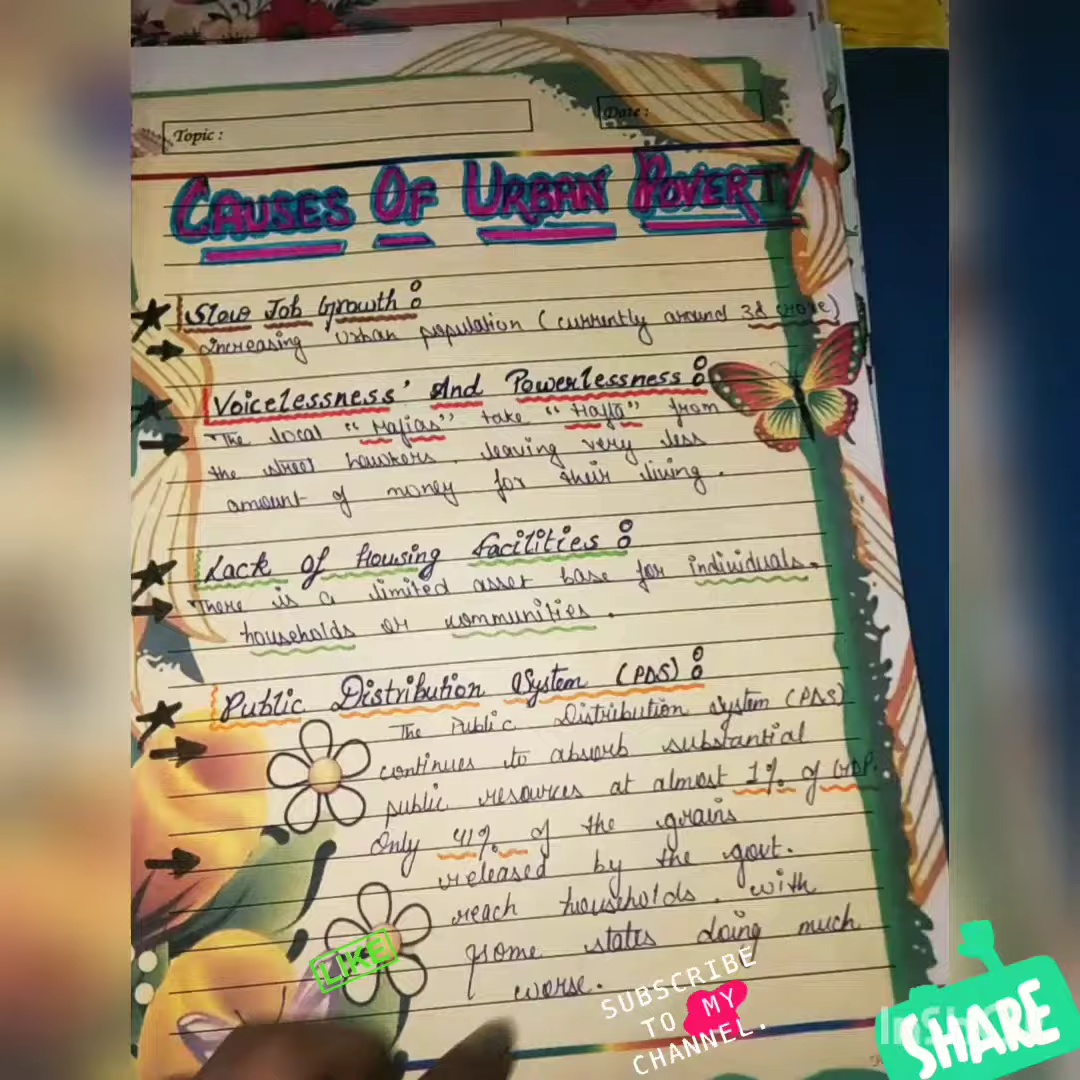 Topic :
Date :
CAUSES OF URBAN POVERTY
Slow Job Growth :
Increasing urban population (currently around 32 crore)
Voicelessness' And Powerlessness :
The local "Mafias" take "Hafta" from
the street hawkers, leaving very less
amount of money for their living.
Lack of Housing Facilities :
There is a limited asset base for individuals,
households or communities.
Public Distribution System (PDS) :
The Public Distribution System (PDS)
continues to absorb substantial
public resources at almost 1% of GDP.
Only 41% of the grains
released by the govt.
reach households, with
some states doing much
worse.
LIKE
SUBSCRIBE
TO MY
CHANNEL.
SHARE